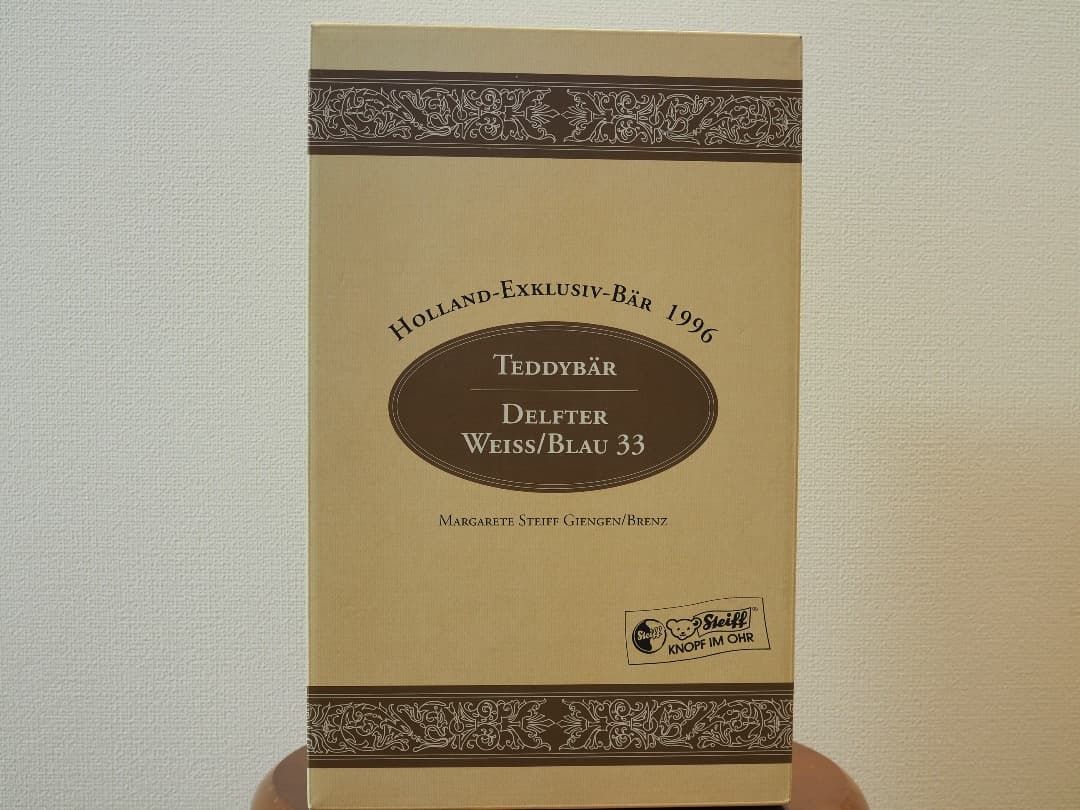 HOLLAND-EXKLUSIV-BÄR 1996
TEDDYBÄR
DELFTER
WEISS/BLAU 33
MARGARETE STEIFF GIENGEN/BRENZ
Steiff Steiff®
KNOPF IM OHR